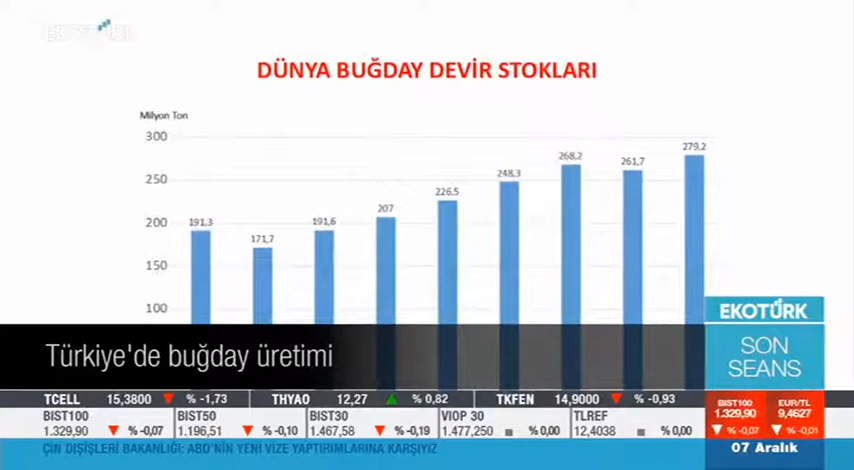 EKOTÜRK
DÜNYA BUĞDAY DEVİR STOKLARI
Milyon Ton
300
250
200
150
100
191,3
171,7
191,6
207
226,5
248,3
268,2
261,7
279,2
EKOTÜRK
SON
SEANS
Türkiye'de buğday üretimi
TCELL 15,3800 % -1,73 THYAO 12,27 % 0,82 TKFEN 14,9000 % -0,93
BIST100 BIST50 BIST30 VIOP 30 TLREF
1.329,90 % -0,07 1.196,51 % -0,10 1.467,58 % -0,19 1.477,250 % 0,00 12,4038 % 0,00
BIST100 EUR/TL
1.329,90 9,4627
% -0,07 % -0,01
07 Aralık
ÇİN DIŞİŞLERİ BAKANLIĞI: ABD'NİN YENİ VİZE YAPTIRIMLARINA KARŞIYIZ